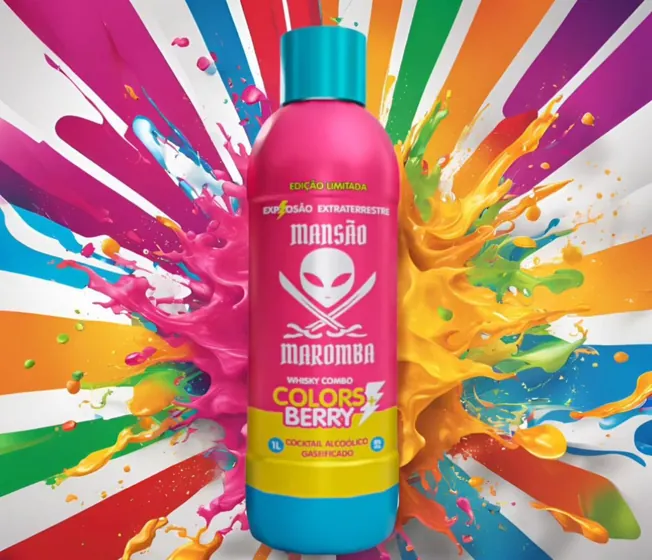 EDIÇÃO LIMITADA
EXPLOSÃO EXTRATERRESTRE
MANSÃO
MAROMBA
WHISKY COMBO
COLORS+
BERRY
1L
COCKTAIL ALCOÓLICO
GASEIFICADO